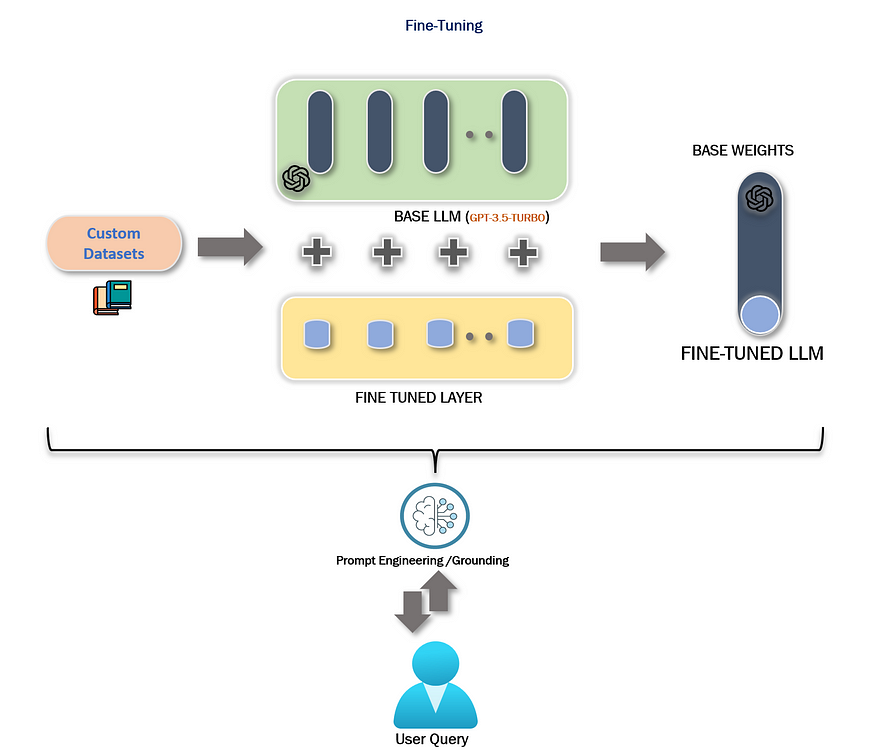 Fine-Tuning
BASE WEIGHTS
BASE LLM (GPT-3.5-TURBO)
Custom
Datasets
FINE-TUNED LLM
FINE TUNED LAYER
Prompt Engineering /Grounding
User Query